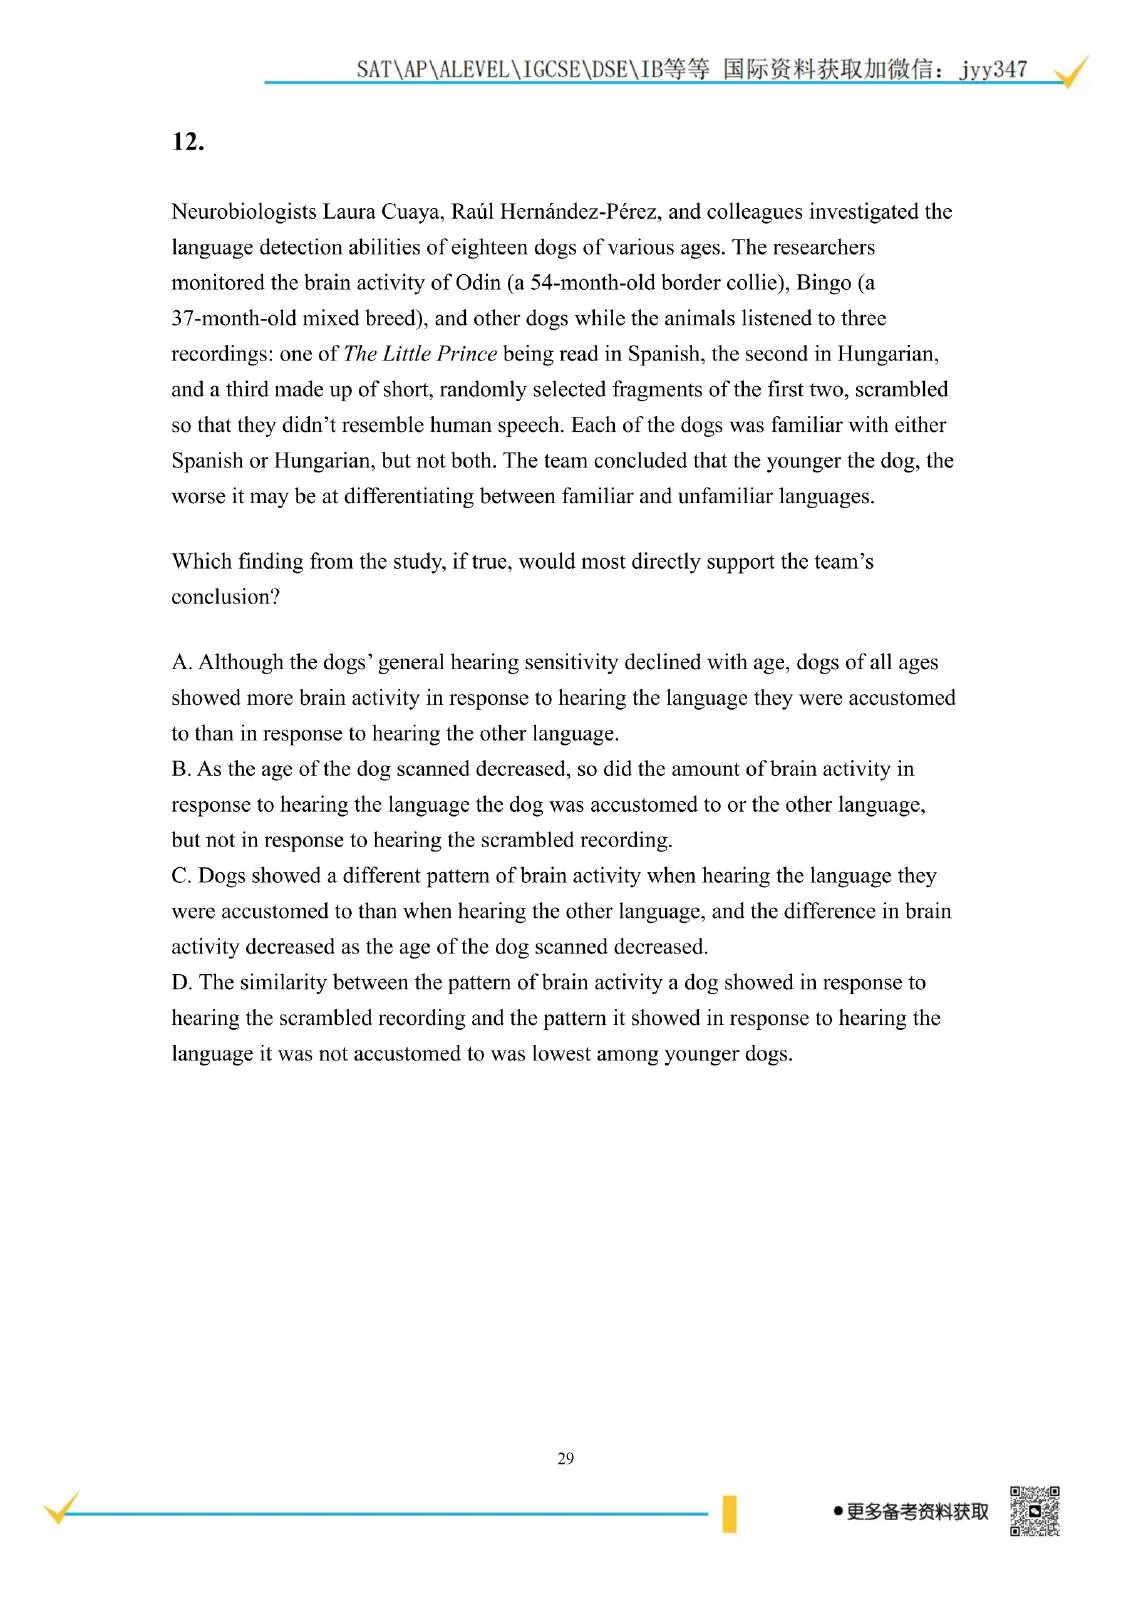 SAT\AP\ALEVEL\IGCSE\DSE\IB等等 国际资料获取加微信：jyy347
12.
Neurobiologists Laura Cuaya, Raúl Hernández-Pérez, and colleagues investigated the
language detection abilities of eighteen dogs of various ages. The researchers
monitored the brain activity of Odin (a 54-month-old border collie), Bingo (a
37-month-old mixed breed), and other dogs while the animals listened to three
recordings: one of The Little Prince being read in Spanish, the second in Hungarian,
and a third made up of short, randomly selected fragments of the first two, scrambled
so that they didn’t resemble human speech. Each of the dogs was familiar with either
Spanish or Hungarian, but not both. The team concluded that the younger the dog, the
worse it may be at differentiating between familiar and unfamiliar languages.
Which finding from the study, if true, would most directly support the team’s
conclusion?
A. Although the dogs’ general hearing sensitivity declined with age, dogs of all ages
showed more brain activity in response to hearing the language they were accustomed
to than in response to hearing the other language.
B. As the age of the dog scanned decreased, so did the amount of brain activity in
response to hearing the language the dog was accustomed to or the other language,
but not in response to hearing the scrambled recording.
C. Dogs showed a different pattern of brain activity when hearing the language they
were accustomed to than when hearing the other language, and the difference in brain
activity decreased as the age of the dog scanned decreased.
D. The similarity between the pattern of brain activity a dog showed in response to
hearing the scrambled recording and the pattern it showed in response to hearing the
language it was not accustomed to was lowest among younger dogs.
29
●更多备考资料获取